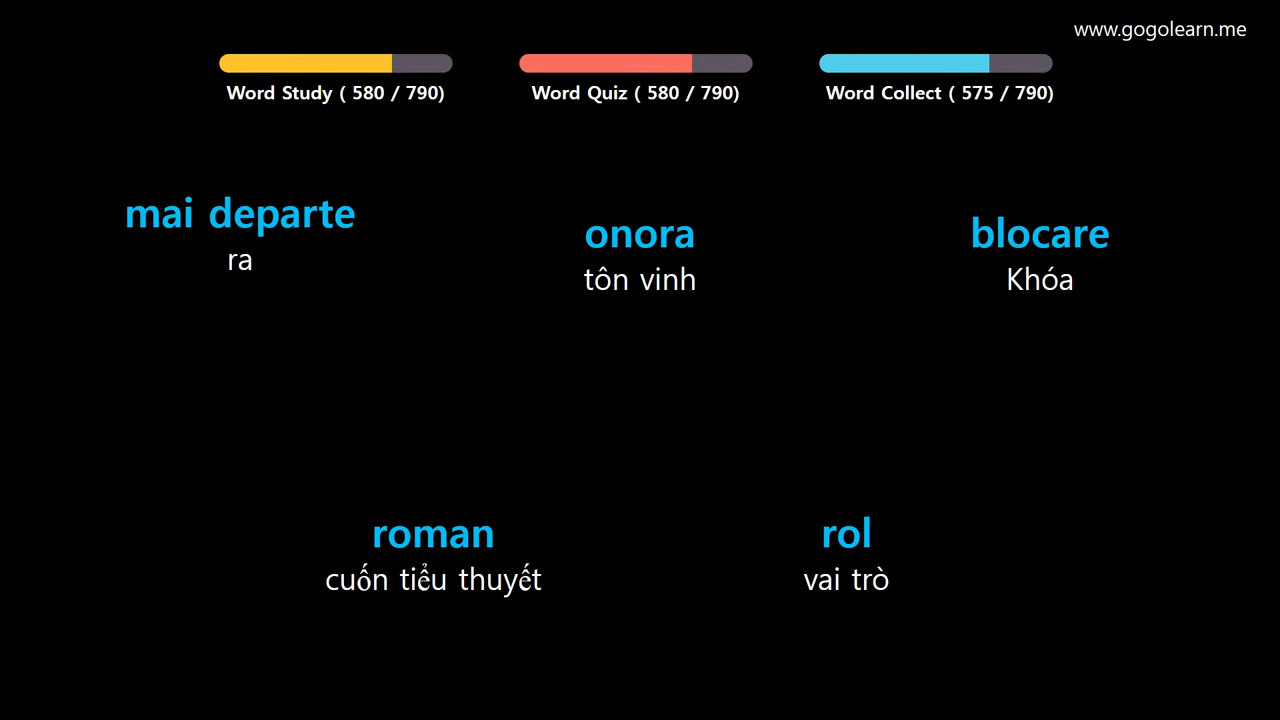 www.gogolearn.me
Word Study ( 580 / 790)
Word Quiz ( 580 / 790)
Word Collect ( 575 / 790)
mai departe
ra
onora
tôn vinh
blocare
Khóa
roman
cuốn tiểu thuyết
rol
vai trò